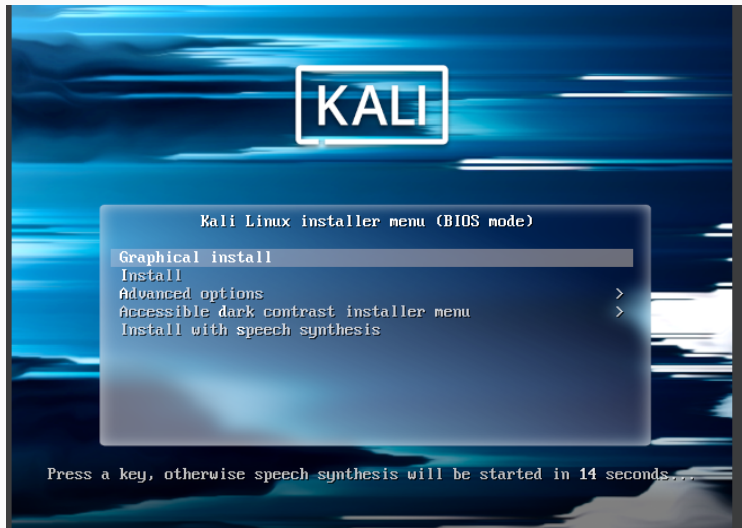 KALI
Kali Linux installer menu (BIOS mode)
Graphical install
Install
Advanced options >
Accessible dark contrast installer menu >
Install with speech synthesis
Press a key, otherwise speech synthesis will be started in 14 seconds...